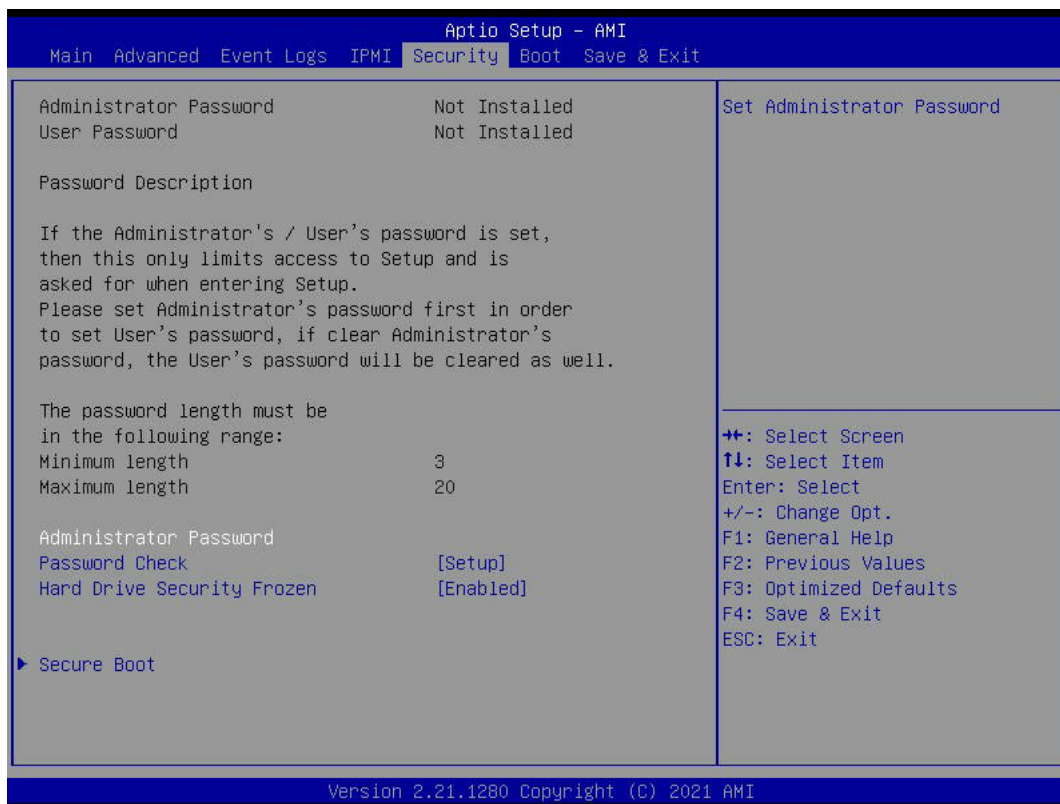 Aptio Setup - AMI
Main Advanced Event Logs IPMI Security Boot Save & Exit
Administrator Password Not Installed
User Password Not Installed
Password Description
If the Administrator's / User's password is set,
then this only limits access to Setup and is
asked for when entering Setup.
Please set Administrator's password first in order
to set User's password, if clear Administrator's
password, the User's password will be cleared as well.
The password length must be
in the following range:
Minimum length 3
Maximum length 20
Administrator Password
Password Check [Setup]
Hard Drive Security Frozen [Enabled]
Secure Boot
Set Administrator Password
→←: Select Screen
↑↓: Select Item
Enter: Select
+/-: Change Opt.
F1: General Help
F2: Previous Values
F3: Optimized Defaults
F4: Save & Exit
ESC: Exit
Version 2.21.1280 Copyright (C) 2021 AMI